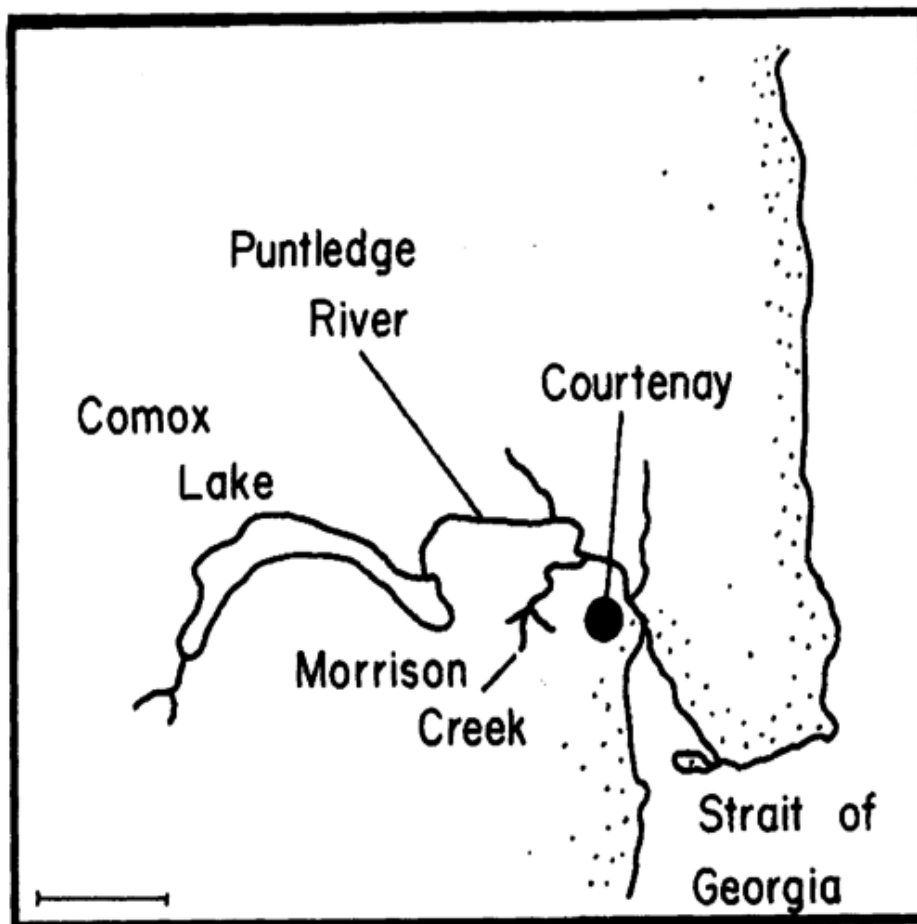 Puntledge
River
Courtenay
Comox
Lake
Morrison
Creek
Strait of
Georgia